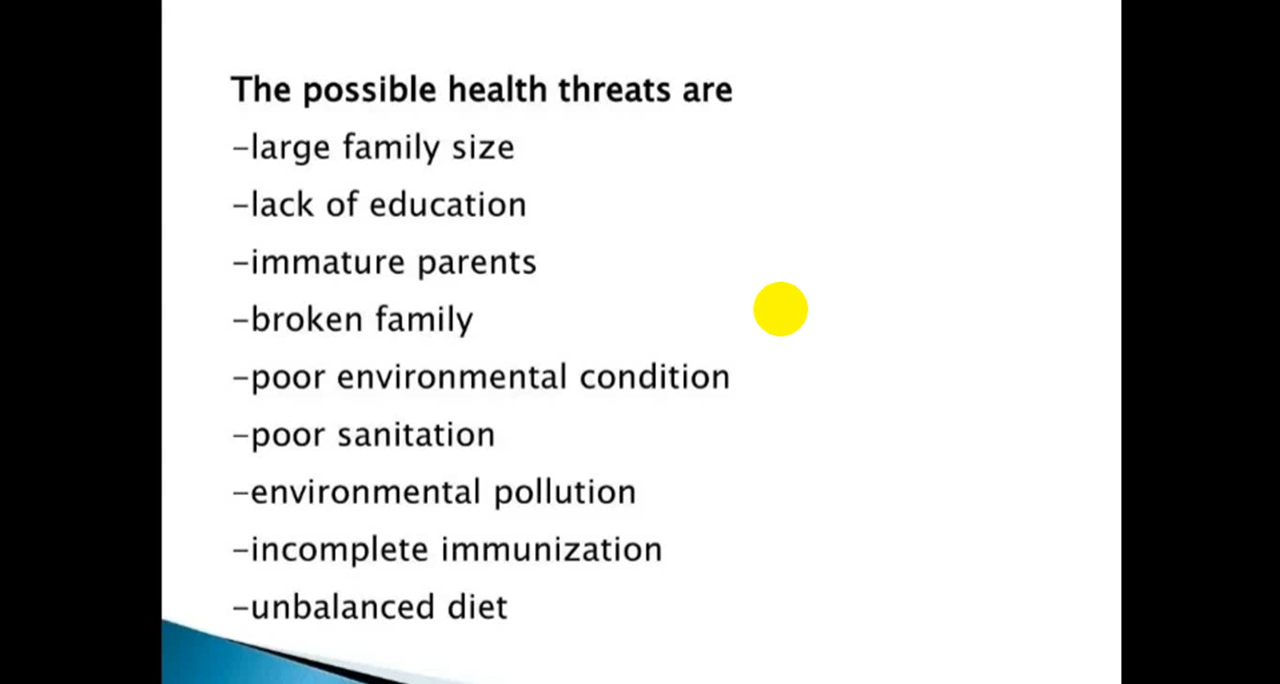 The possible health threats are
-large family size
-lack of education
-immature parents
-broken family
-poor environmental condition
-poor sanitation
-environmental pollution
-incomplete immunization
-unbalanced diet